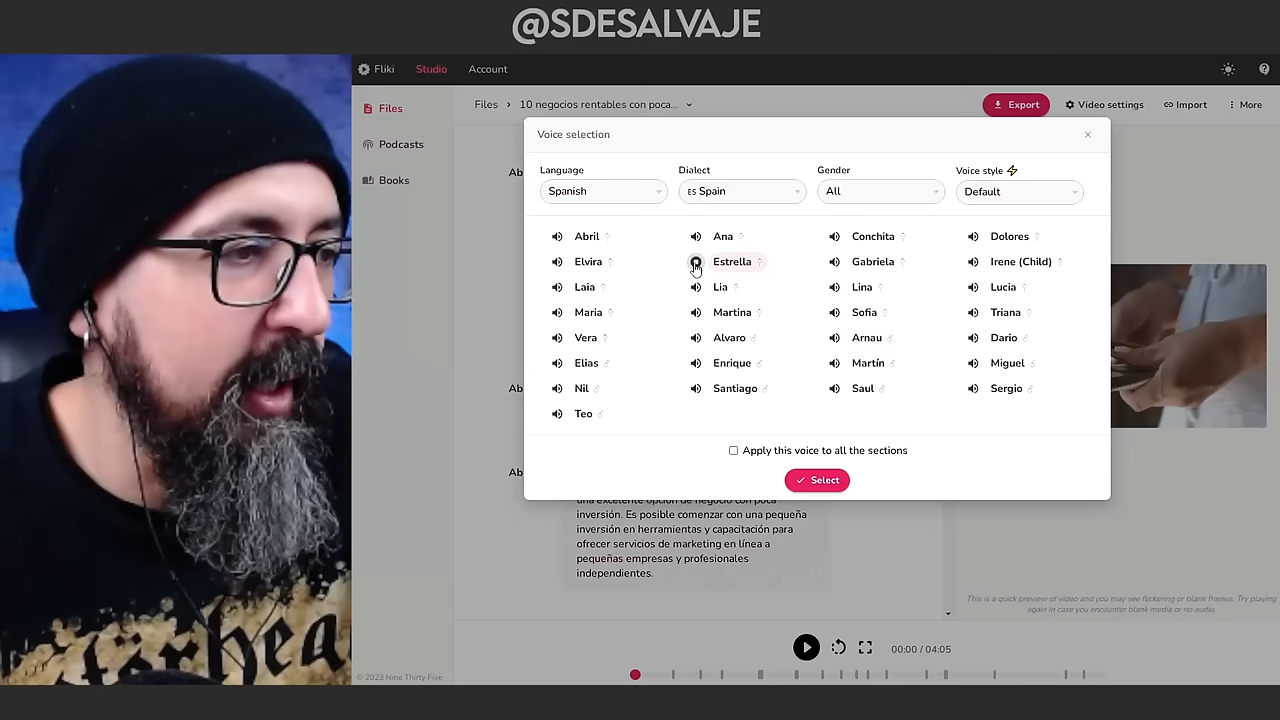 @SDESALVAJE
Fliki Studio Account
Files
Podcasts
Books
Files › 10 negocios rentables con poca...
Export Video settings Import More
Voice selection ×
Language Dialect Gender Voice style
Spanish ES Spain All Default
Abril Ana Conchita Dolores
Elvira Estrella Gabriela Irene (Child)
Laia Lia Lina Lucia
Maria Martina Sofia Triana
Vera Alvaro Arnau Dario
Elias Enrique Martín Miguel
Nil Santiago Saul Sergio
Teo
Apply this voice to all the sections
Select
Ab
Ab
Ab
una excelente opción de negocio con poca
inversión. Es posible comenzar con una pequeña
inversión en herramientas y capacitación para
ofrecer servicios de marketing en línea a
pequeñas empresas y profesionales
independientes.
This is a quick preview of video and you may see flickering or blank frames. Try playing
again in case you encounter blank media or no audio.
00:00 / 04:05
© 2023 Nine Thirty Five